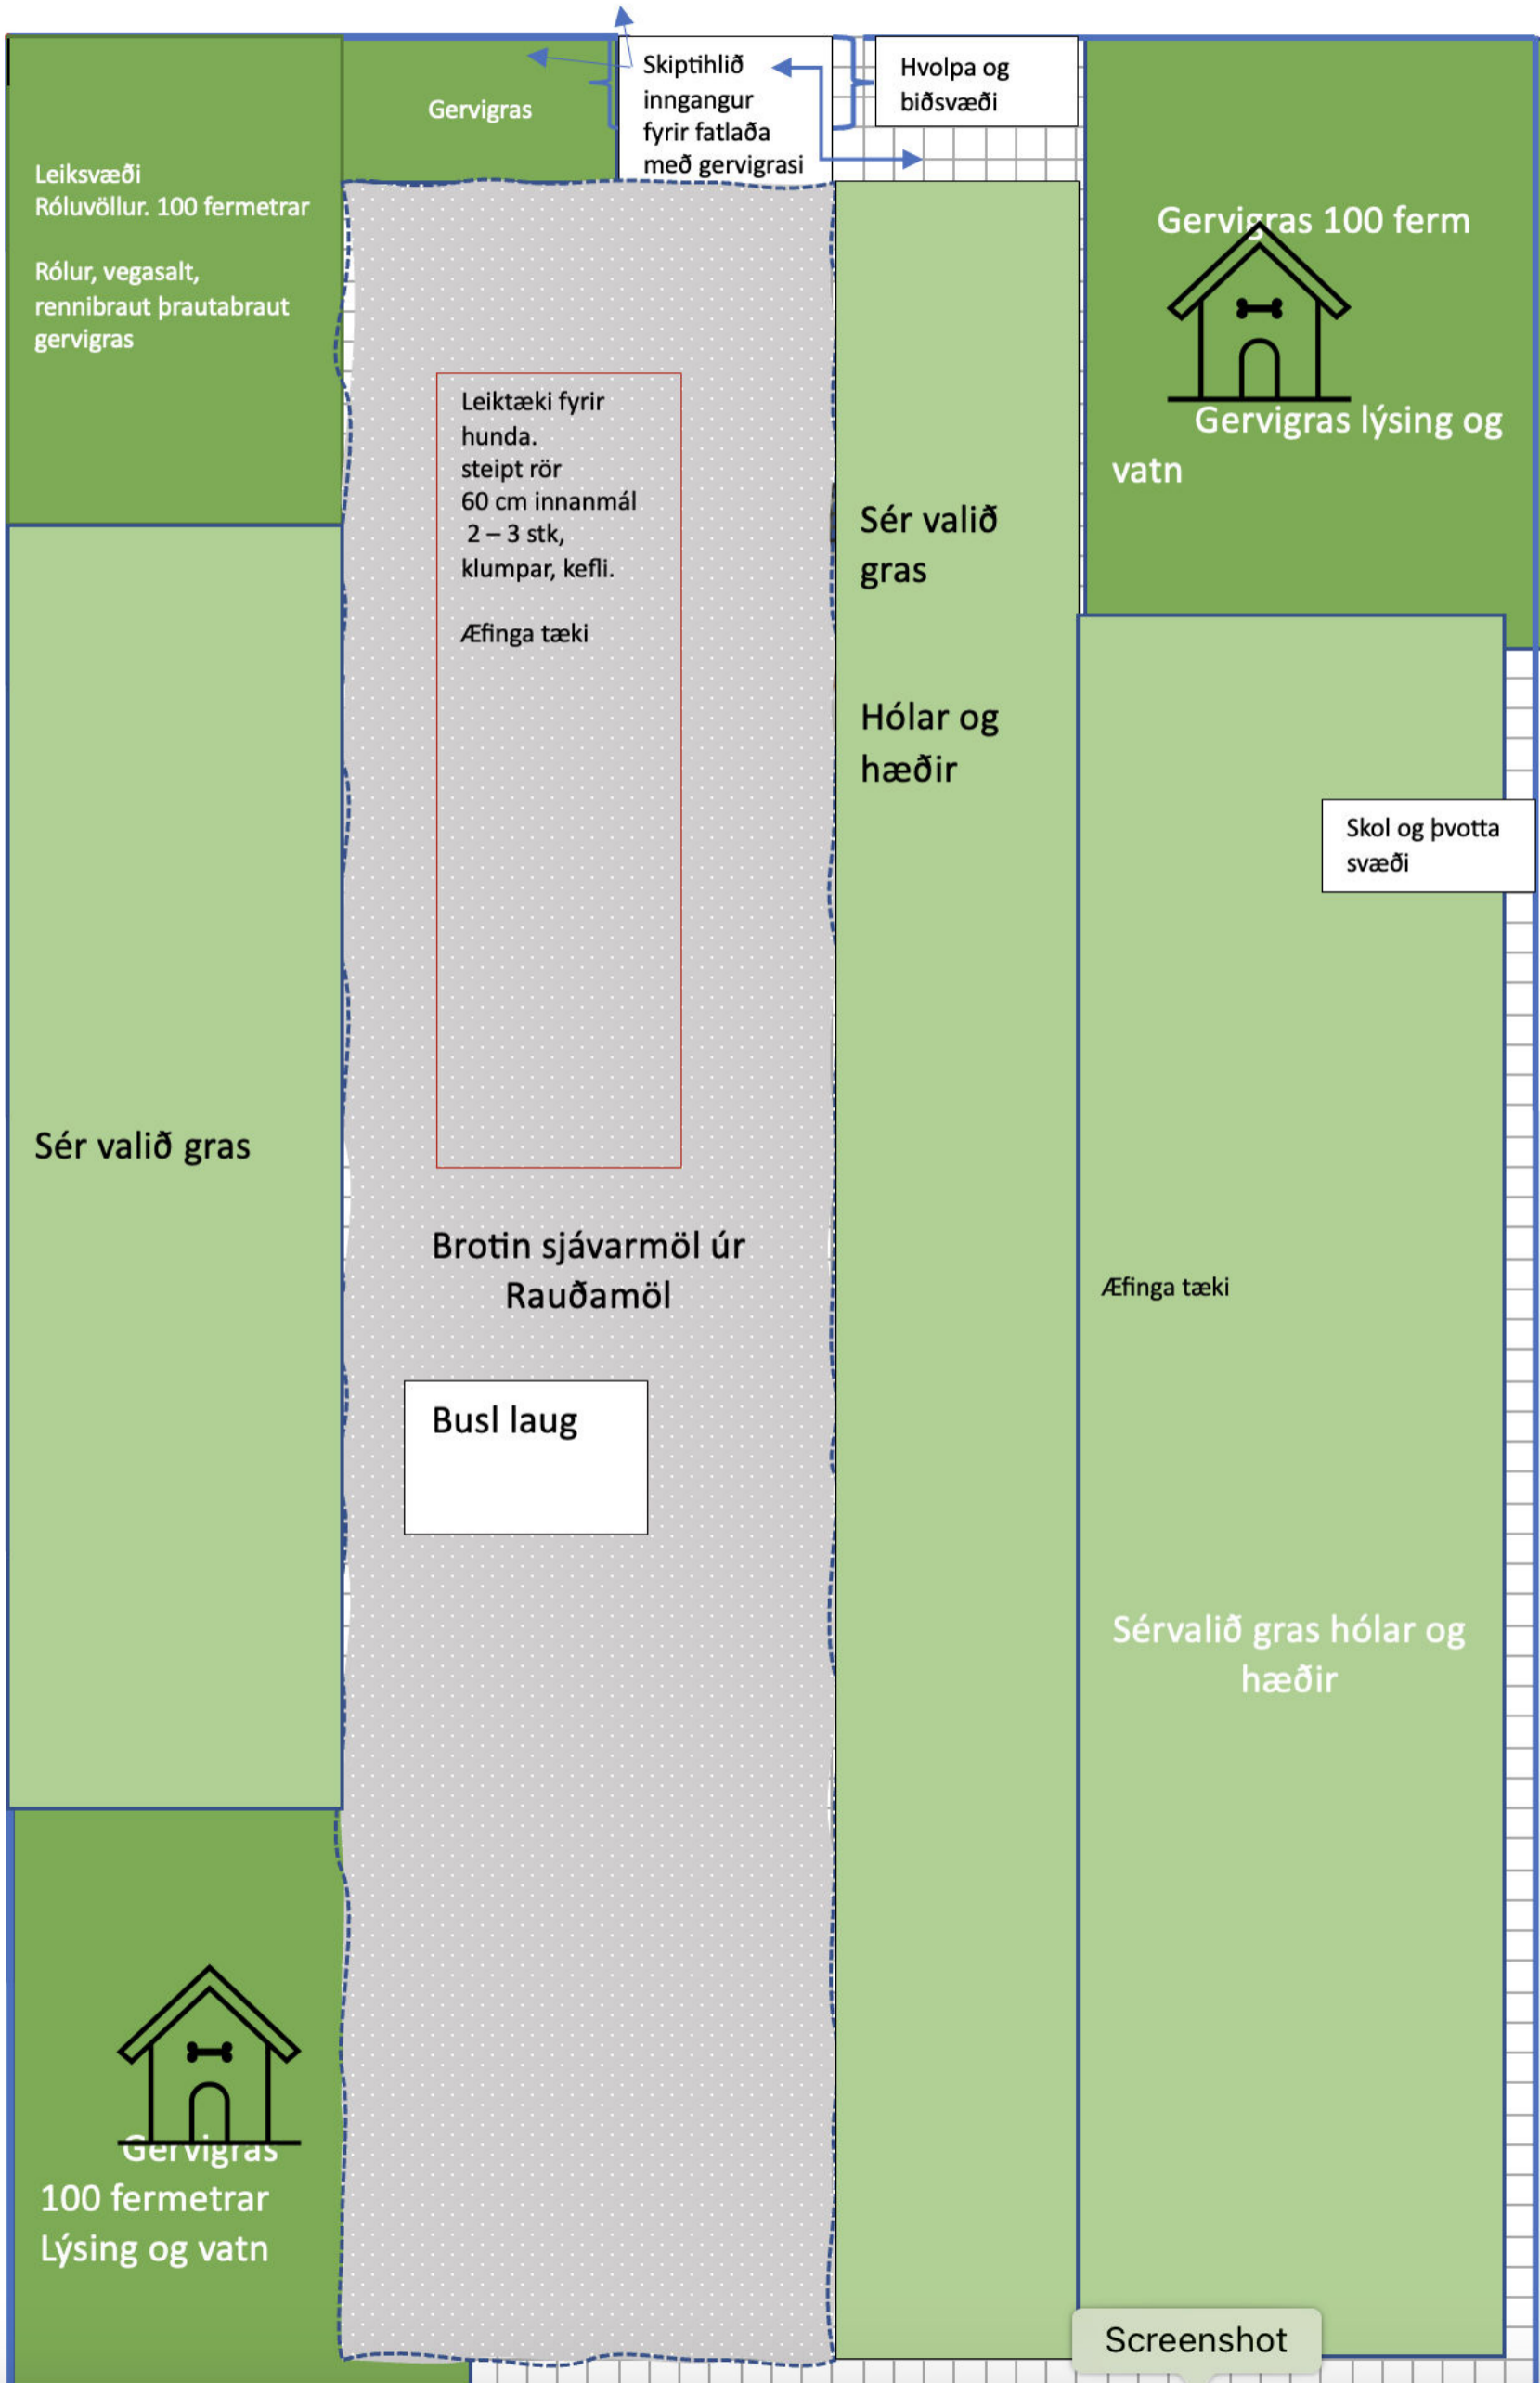 Skiptihlið
inngangur
fyrir fatlaða
með gervigrasi
Hvolpa og
biðsvæði
Gervigras
Leiksvæði
Róluvöllur. 100 fermetrar
Rólur, vegasalt,
rennibraut þrautabraut
gervigras
Gervigras 100 ferm
Gervigras lýsing og
vatn
Leiktæki fyrir
hunda.
steipt rör
60 cm innanmál
2 – 3 stk,
klumpar, kefli.
Æfinga tæki
Sér valið
gras
Hólar og
hæðir
Skol og þvotta
svæði
Sér valið gras
Brotin sjávarmöl úr
Rauðamöl
Æfinga tæki
Busl laug
Sérvalið gras hólar og
hæðir
Gervigras
100 fermetrar
Lýsing og vatn
Screenshot